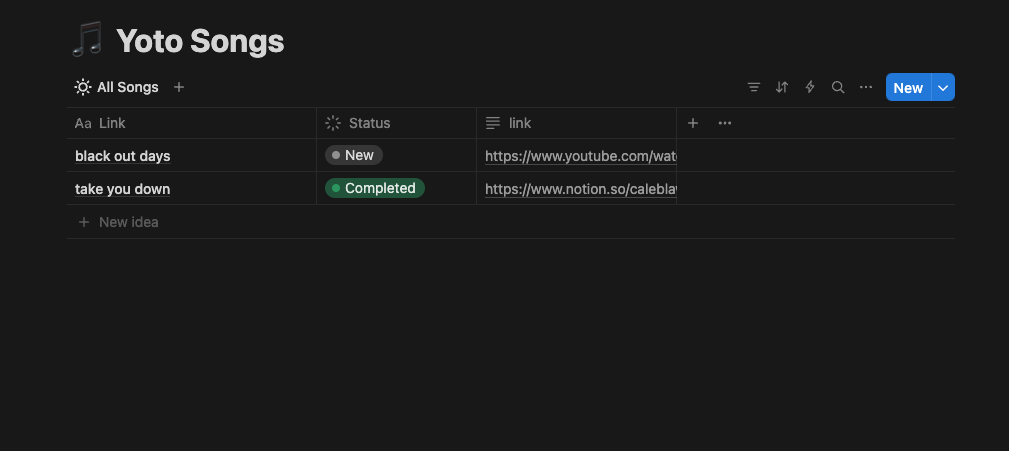 Yoto Songs
All Songs
New
Aa Link Status link
black out days New https://www.youtube.com/wat
take you down Completed https://www.notion.so/calebla
New idea